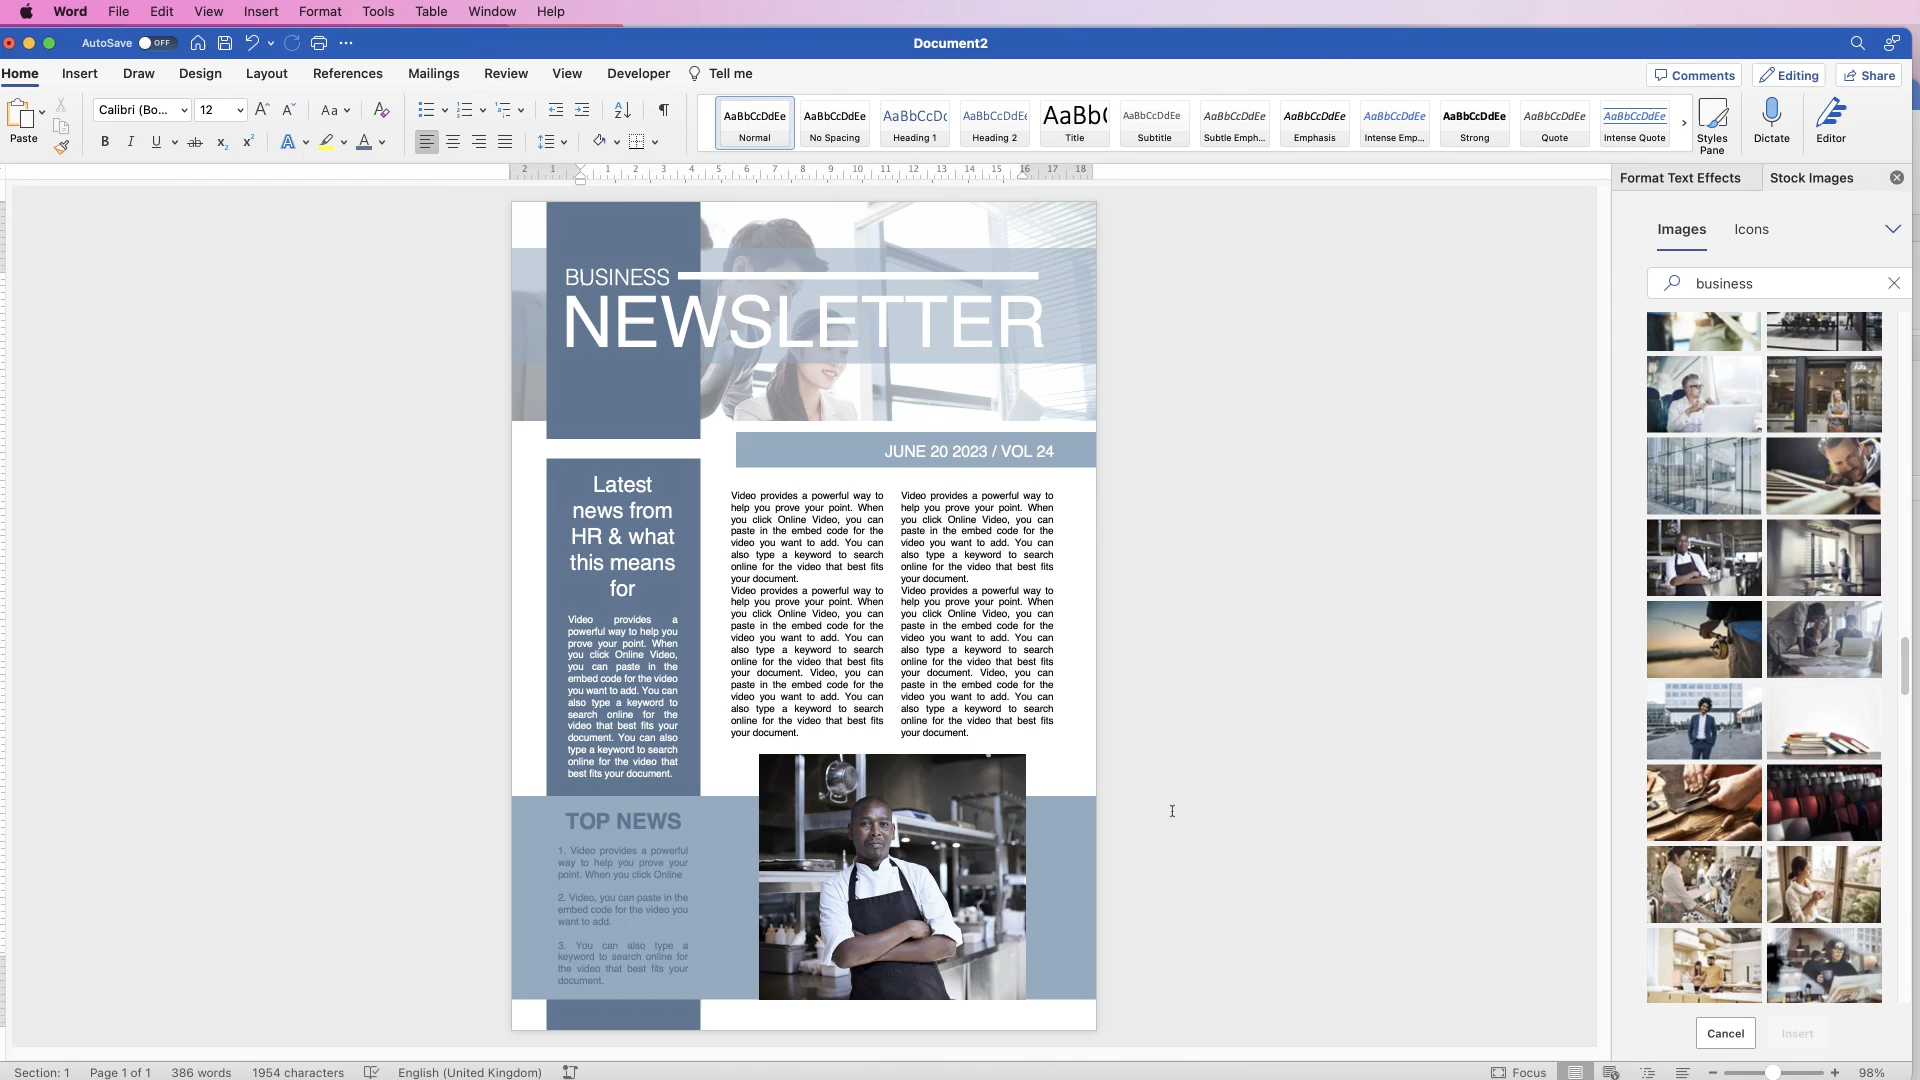 Word File Edit View Insert Format Tools Table Window Help
AutoSave OFF Document2
Home Insert Draw Design Layout References Mailings Review View Developer Tell me Comments Editing Share
Paste Calibri (Bo... 12 Aa
B I U ab x2 x2 A A
AaBbCcDdEe AaBbCcDdEe AaBbCcDc AaBbCcDdEe AaBb( AaBbCcDdEe AaBbCcDdEe AaBbCcDdEe AaBbCcDdEe AaBbCcDdEe AaBbCcDdEe AaBbCcDdEe
Normal No Spacing Heading 1 Heading 2 Title Subtitle Subtle Emph... Emphasis Intense Emp... Strong Quote Intense Quote
Styles Pane Dictate Editor
2 1 1 2 3 4 5 6 7 8 9 10 11 12 13 14 15 16 17 18
Format Text Effects Stock Images
Images Icons
business
BUSINESS
NEWSLETTER
JUNE 20 2023 / VOL 24
Latest
news from
HR & what
this means
for
Video provides a
powerful way to help you
prove your point. When
you click Online Video,
you can paste in the
embed code for the video
you want to add. You can
also type a keyword to
search online for the
video that best fits your
document. You can also
type a keyword to search
online for the video that
best fits your document.
Video provides a powerful way to
help you prove your point. When
you click Online Video, you can
paste in the embed code for the
video you want to add. You can
also type a keyword to search
online for the video that best fits
your document.
Video provides a powerful way to
help you prove your point. When
you click Online Video, you can
paste in the embed code for the
video you want to add. You can
also type a keyword to search
online for the video that best fits
your document. Video, you can
paste in the embed code for the
video you want to add. You can
also type a keyword to search
online for the video that best fits
your document.
Video provides a powerful way to
help you prove your point. When
you click Online Video, you can
paste in the embed code for the
video you want to add. You can
also type a keyword to search
online for the video that best fits
your document.
Video provides a powerful way to
help you prove your point. When
you click Online Video, you can
paste in the embed code for the
video you want to add. You can
also type a keyword to search
online for the video that best fits
your document. Video, you can
paste in the embed code for the
video you want to add. You can
also type a keyword to search
online for the video that best fits
your document.
TOP NEWS
1. Video provides a powerful
way to help you prove your
point. When you click Online
2. Video, you can paste in the
embed code for the video you
want to add.
3. You can also type a
keyword to search online for
the video that best fits your
document.
Cancel Insert
Section: 1 Page 1 of 1 386 words 1954 characters English (United Kingdom) Focus 98%